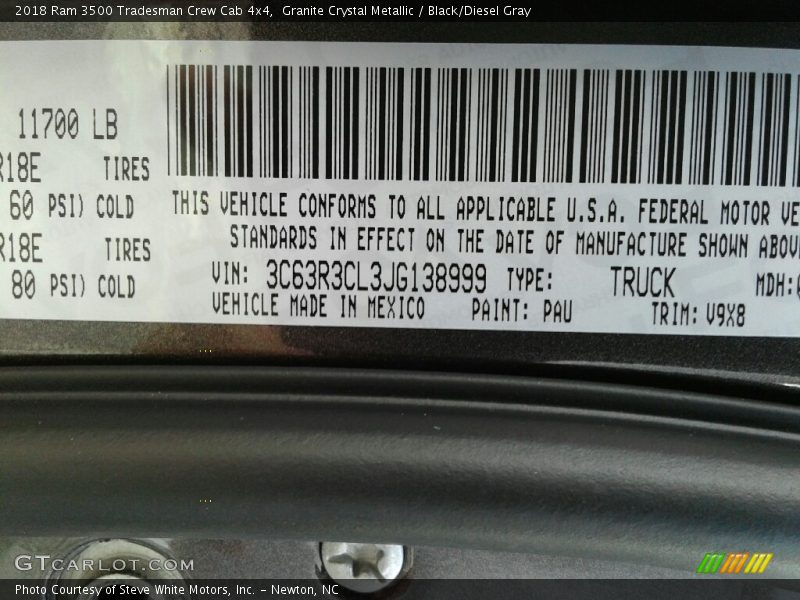 2018 Ram 3500 Tradesman Crew Cab 4x4,  Granite Crystal Metallic / Black/Diesel Gray
11700 LB
R18E TIRES
60 PSI) COLD
R18E TIRES
80 PSI) COLD
THIS VEHICLE CONFORMS TO ALL APPLICABLE U.S.A. FEDERAL MOTOR VE
STANDARDS IN EFFECT ON THE DATE OF MANUFACTURE SHOWN ABOV
VIN: 3C63R3CL3JG138999 TYPE: TRUCK MDH:
VEHICLE MADE IN MEXICO PAINT: PAU TRIM: V9X8
GTCARLOT.COM
Photo Courtesy of Steve White Motors, Inc. – Newton, NC